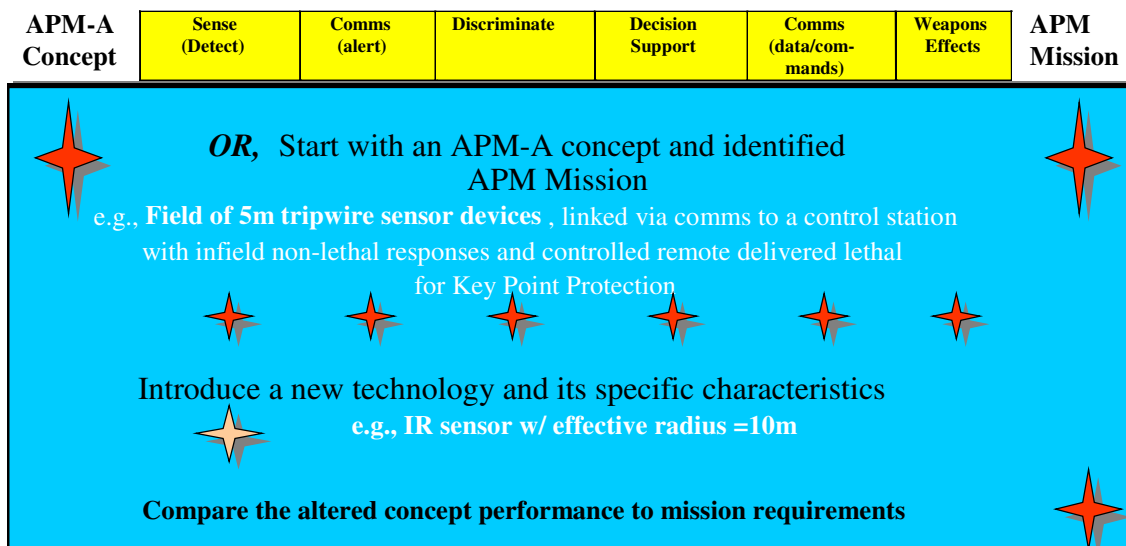 APM-A
Concept
Sense
(Detect)
Comms
(alert)
Discriminate
Decision
Support
Comms
(data/com-
mands)
Weapons
Effects
APM
Mission
OR, Start with an APM-A concept and identified
APM Mission
e.g., Field of 5m tripwire sensor devices , linked via comms to a control station
with infield non-lethal responses and controlled remote delivered lethal
for Key Point Protection
Introduce a new technology and its specific characteristics
e.g., IR sensor w/ effective radius =10m
Compare the altered concept performance to mission requirements